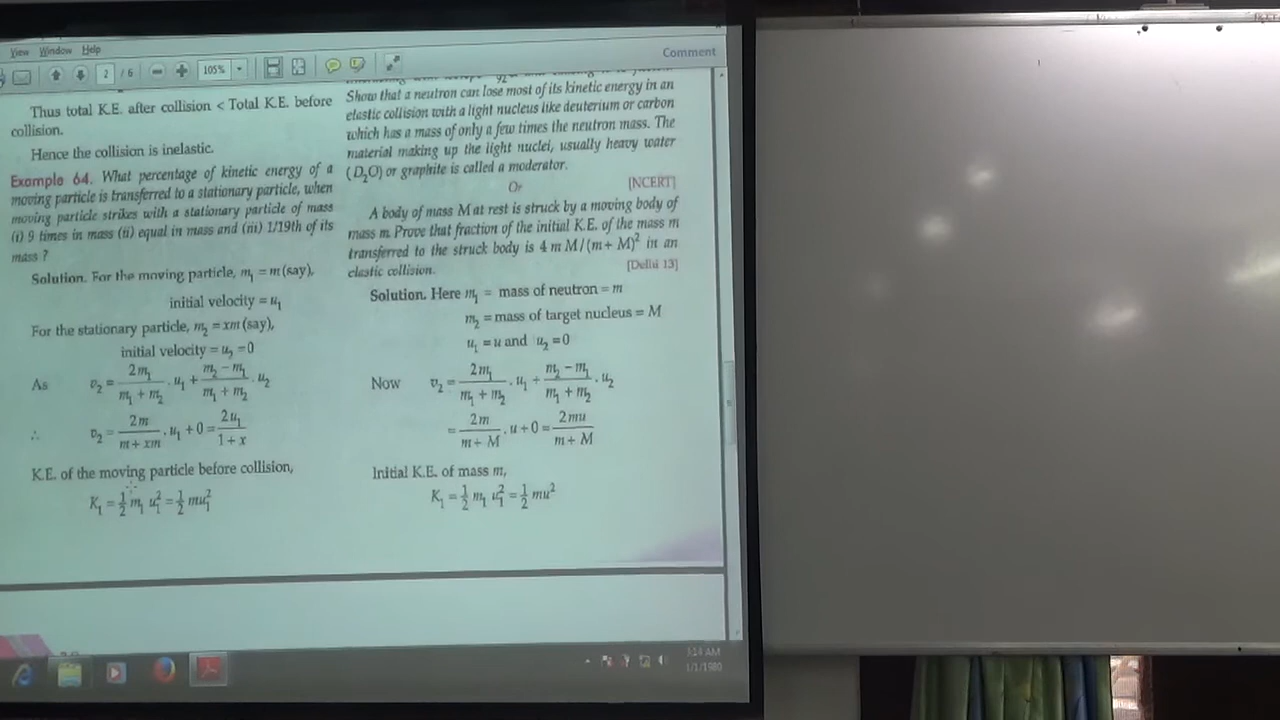 View Window Help
Comment
2 / 6
105%
Thus total K.E. after collision < Total K.E. before
collision.
Hence the collision is inelastic.
Example 64. What percentage of kinetic energy of a
moving particle is transferred to a stationary particle, when
moving particle strikes with a stationary particle of mass
(i) 9 times in mass (ii) equal in mass and (iii) 1/19th of its
mass ?
Solution. For the moving particle, m₁ = m (say),
initial velocity = u₁
For the stationary particle, m₂ = xm (say),
initial velocity = u₂ = 0
As v₂ = 2m₁/(m₁ + m₂) . u₁ + (m₂ − m₁)/(m₁ + m₂) . u₂
∴ v₂ = 2m/(m + xm) . u₁ + 0 = 2u₁/(1 + x)
K.E. of the moving particle before collision,
K₁ = 1/2 m₁ u₁² = 1/2 mu₁²
Show that a neutron can lose most of its kinetic energy in an
elastic collision with a light nucleus like deuterium or carbon
which has a mass of only a few times the neutron mass. The
material making up the light nuclei, usually heavy water
(D₂O) or graphite is called a moderator.
Or [NCERT]
A body of mass M at rest is struck by a moving body of
mass m. Prove that fraction of the initial K.E. of the mass m
transferred to the struck body is 4 m M / (m + M)² in an
elastic collision. [Delhi 13]
Solution. Here m₁ = mass of neutron = m
m₂ = mass of target nucleus = M
u₁ = u and u₂ = 0
Now v₂ = 2m₁/(m₁ + m₂) . u₁ + (m₂ − m₁)/(m₁ + m₂) . u₂
= 2m/(m + M) . u + 0 = 2mu/(m + M)
Initial K.E. of mass m,
K₁ = 1/2 m₁ u₁² = 1/2 mu²
3:14 AM
1/1/1980